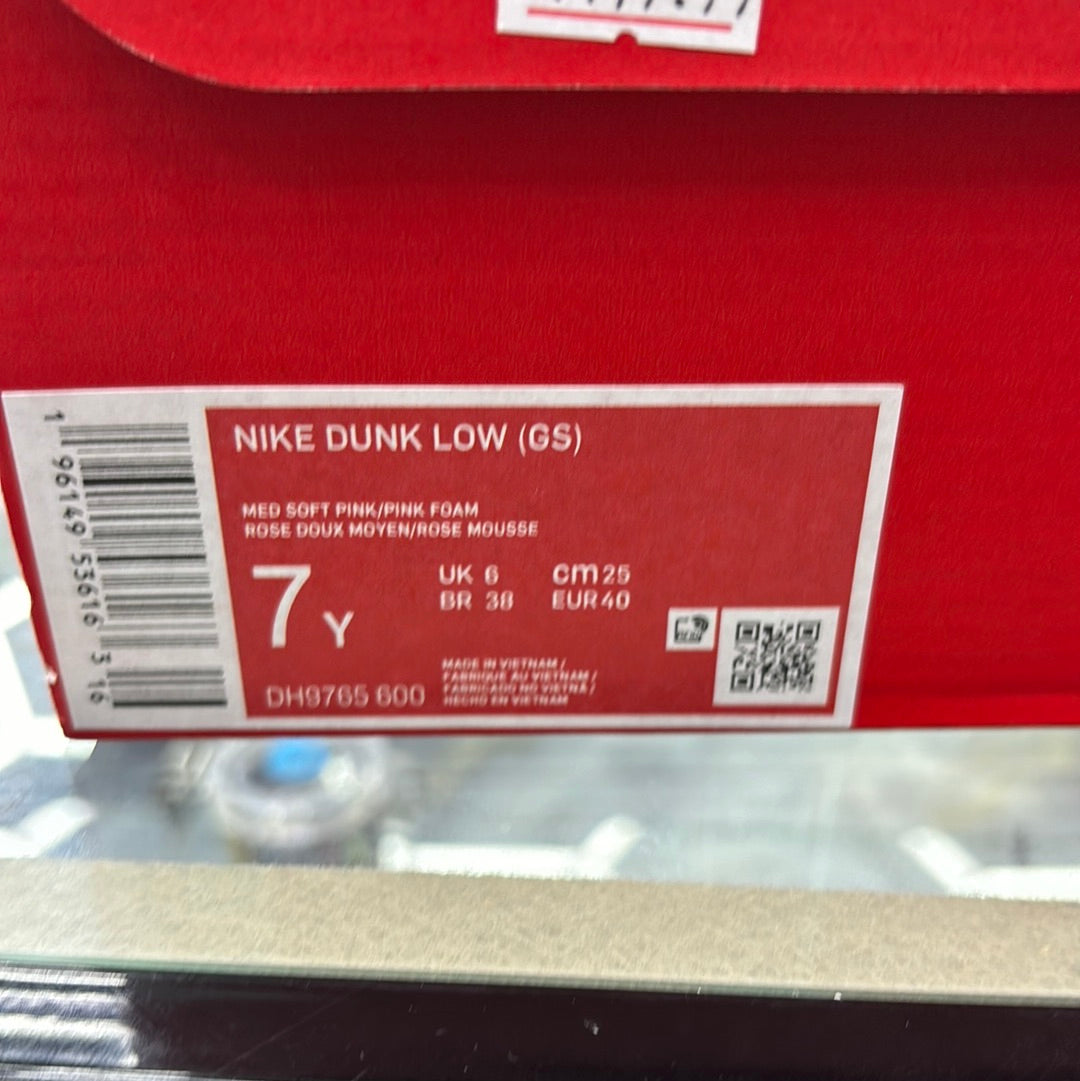 NIKE DUNK LOW (GS)
MED SOFT PINK/PINK FOAM
ROSE DOUX MOYEN/ROSE MOUSSE
7 Y
UK 6 cm 25
BR 38 EUR 40
DH9765 600
MADE IN VIETNAM /
FABRIQUE AU VIETNAM /
FABRICADO NO VIETNÃ /
HECHO EN VIETNAM
1 96149 53616 3 16